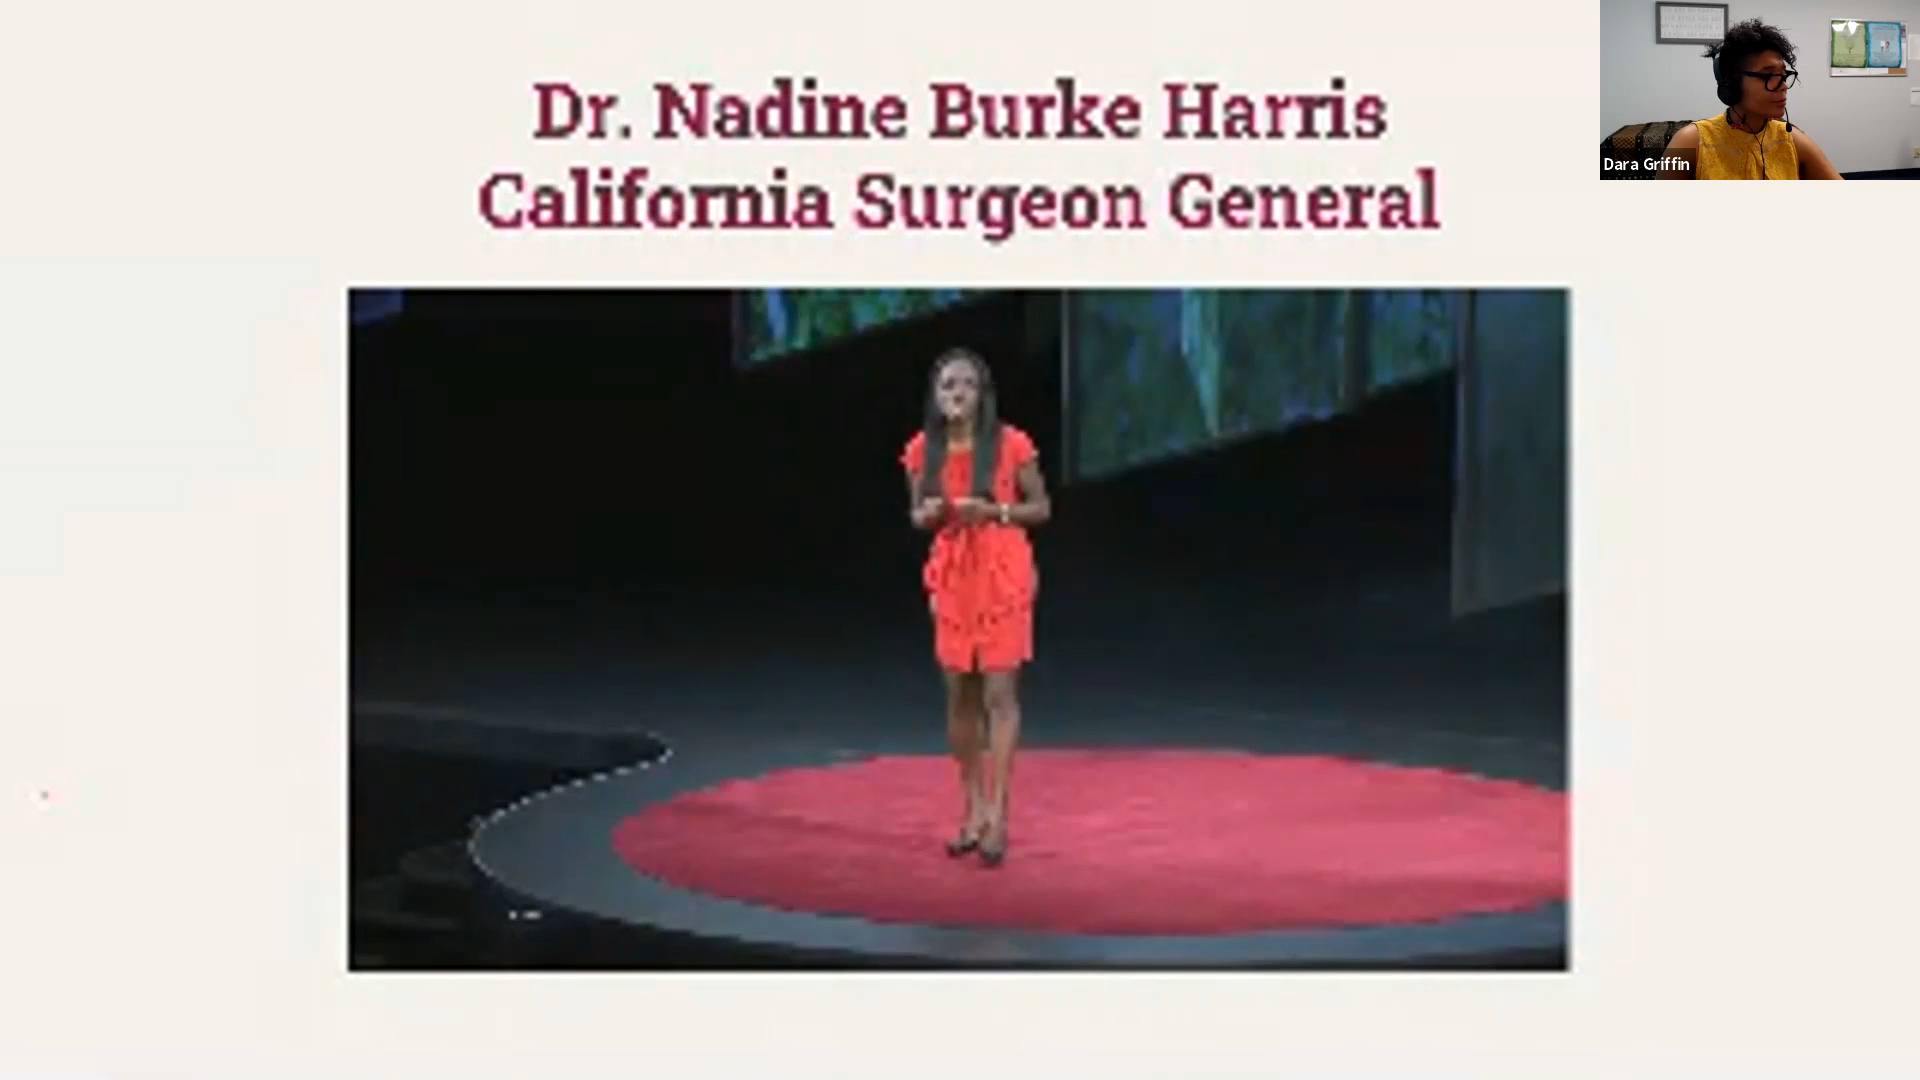 Dr. Nadine Burke Harris
California Surgeon General
Dara Griffin